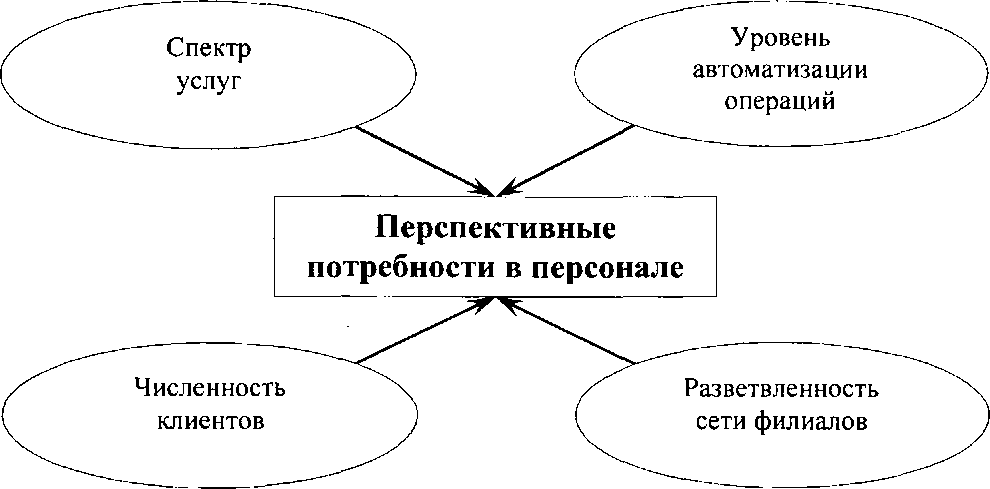 Спектр
услуг
Уровень
автоматизации
операций
Перспективные
потребности в персонале
Численность
клиентов
Разветвленность
сети филиалов